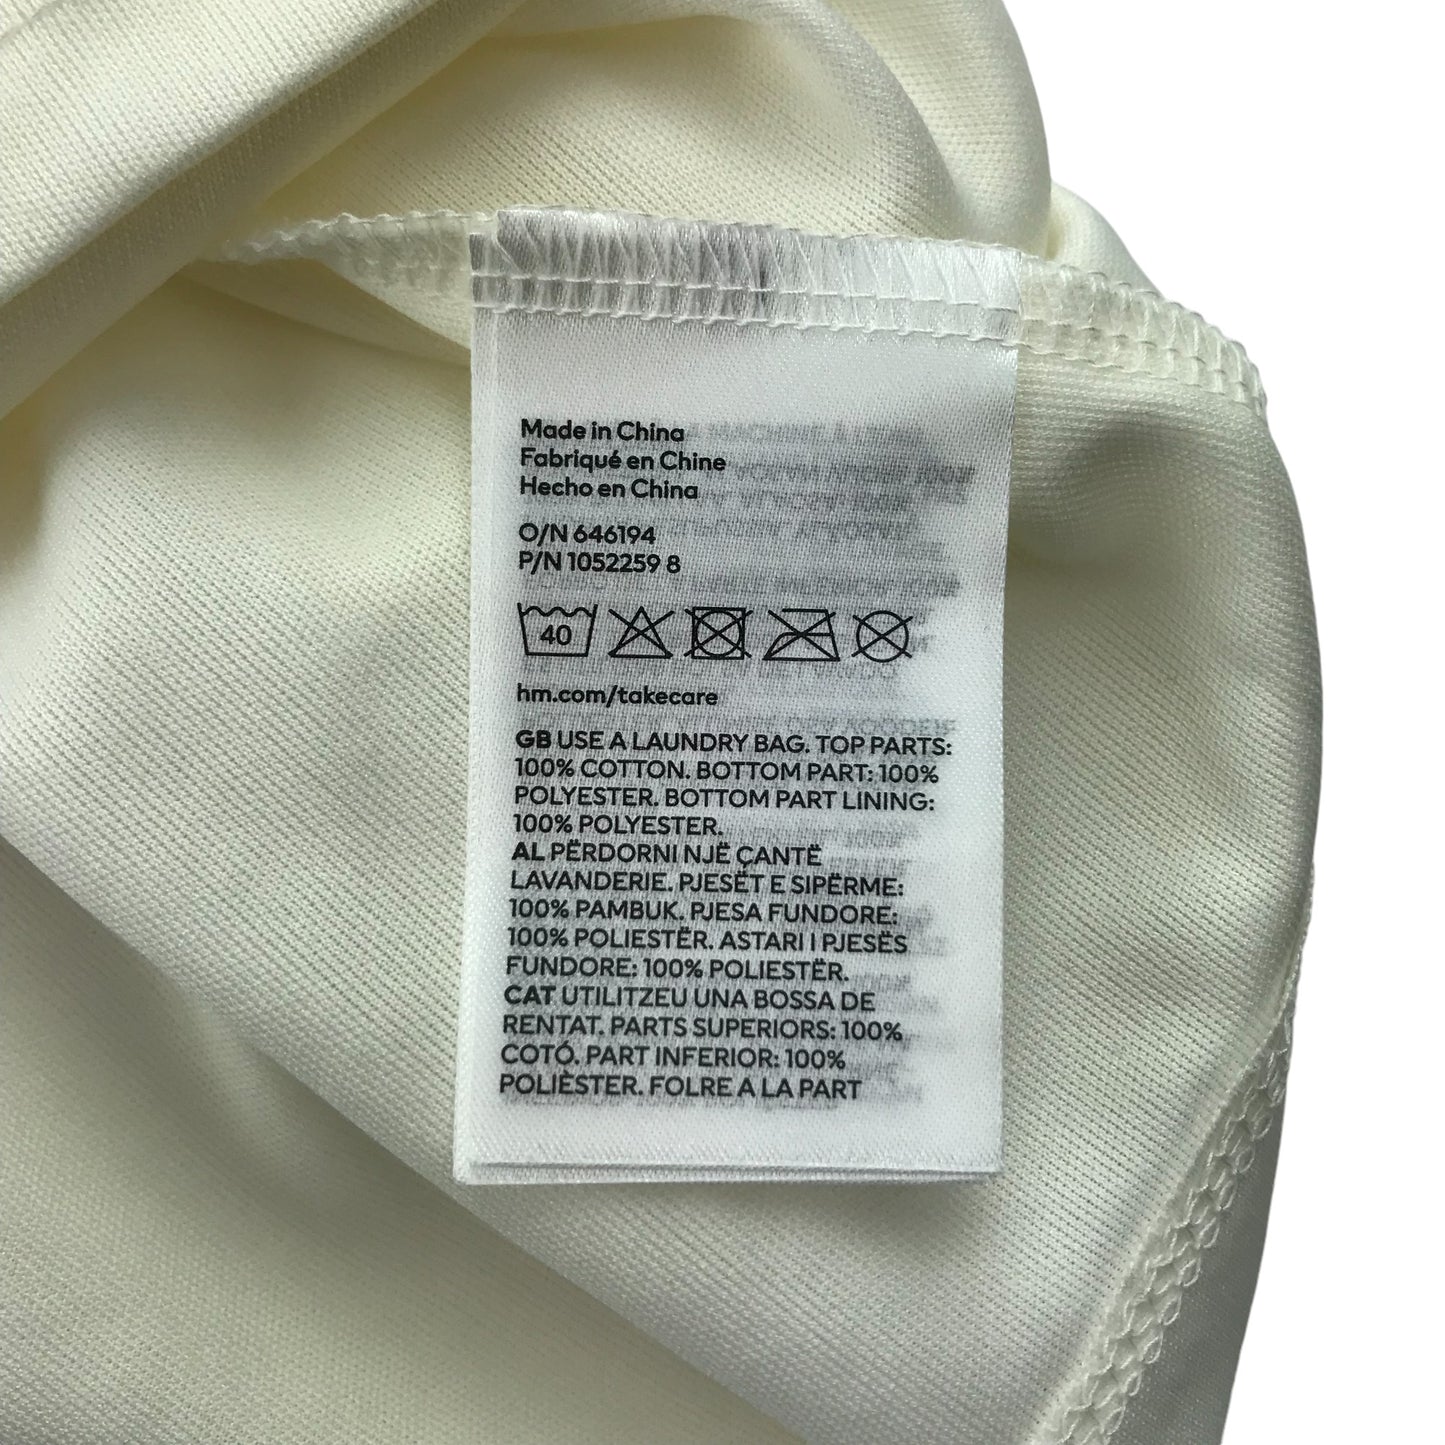 Made in China
Fabriqué en Chine
Hecho en China
O/N 646194
P/N 1052259 8
40
hm.com/takecare
GB USE A LAUNDRY BAG. TOP PARTS:
100% COTTON. BOTTOM PART: 100%
POLYESTER. BOTTOM PART LINING:
100% POLYESTER.
AL PËRDORNI NJË ÇANTË
LAVANDERIE. PJESËT E SIPËRME:
100% PAMBUK. PJESA FUNDORE:
100% POLIESTËR. ASTARI I PJESËS
FUNDORE: 100% POLIESTËR.
CAT UTILITZEU UNA BOSSA DE
RENTAT. PARTS SUPERIORS: 100%
COTÓ. PART INFERIOR: 100%
POLIÈSTER. FOLRE A LA PART